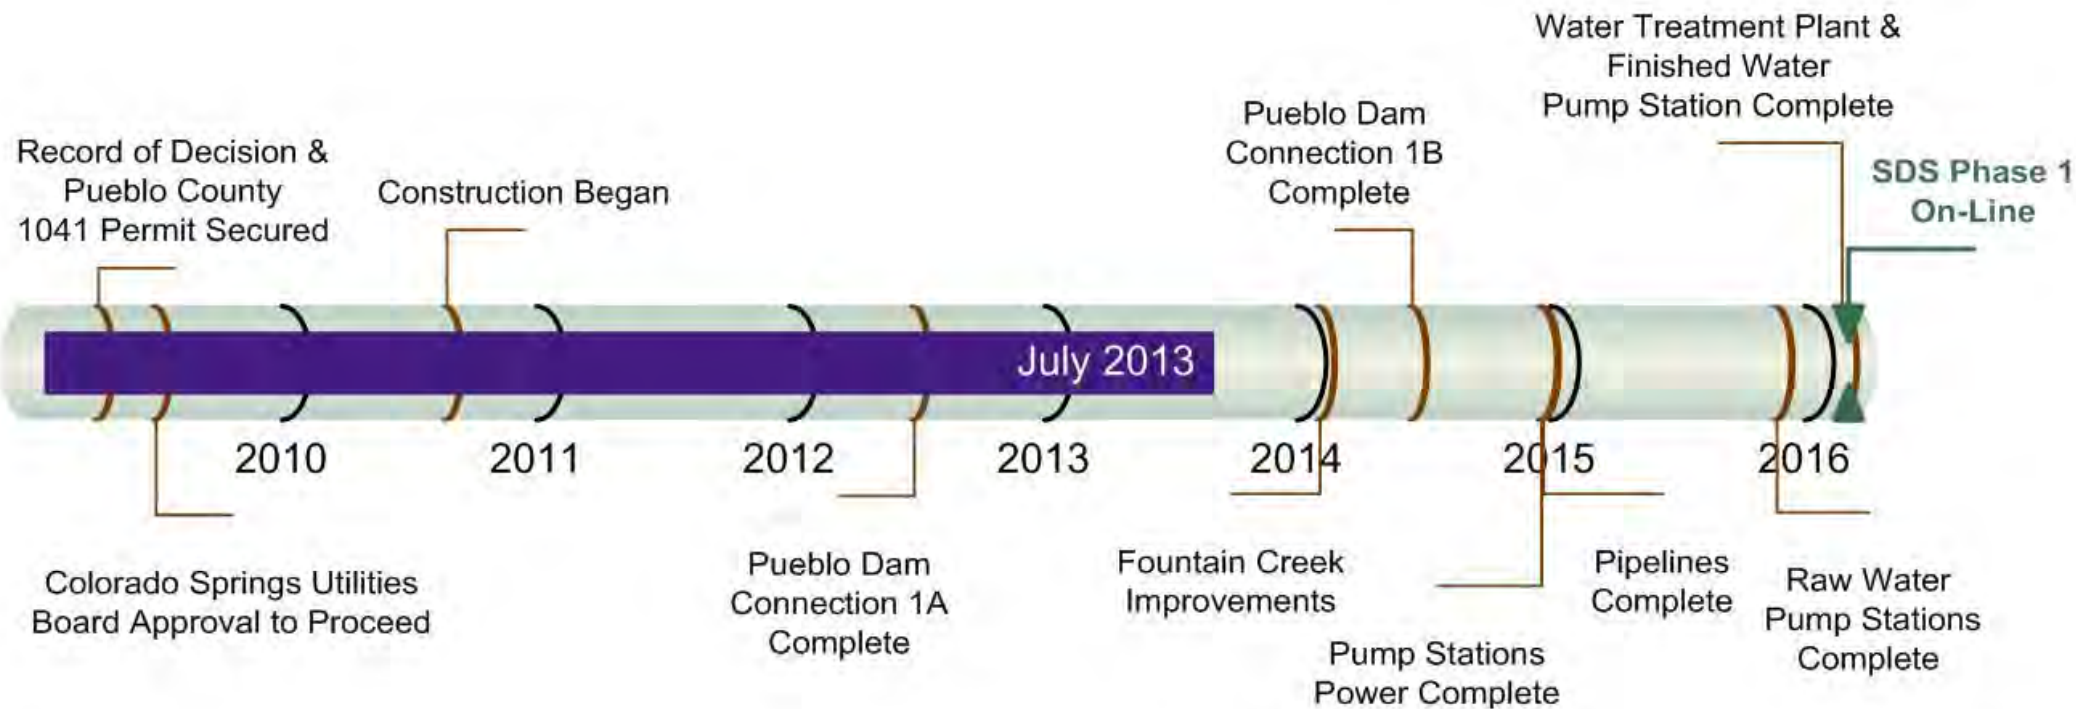 Water Treatment Plant &
Finished Water
Pump Station Complete
Pueblo Dam
Connection 1B
Complete
Record of Decision &
Pueblo County
1041 Permit Secured
Construction Began
SDS Phase 1
On-Line
July 2013
2010
2011
2012
2013
2014
2015
2016
Colorado Springs Utilities
Board Approval to Proceed
Pueblo Dam
Connection 1A
Complete
Fountain Creek
Improvements
Pump Stations
Power Complete
Pipelines
Complete
Raw Water
Pump Stations
Complete